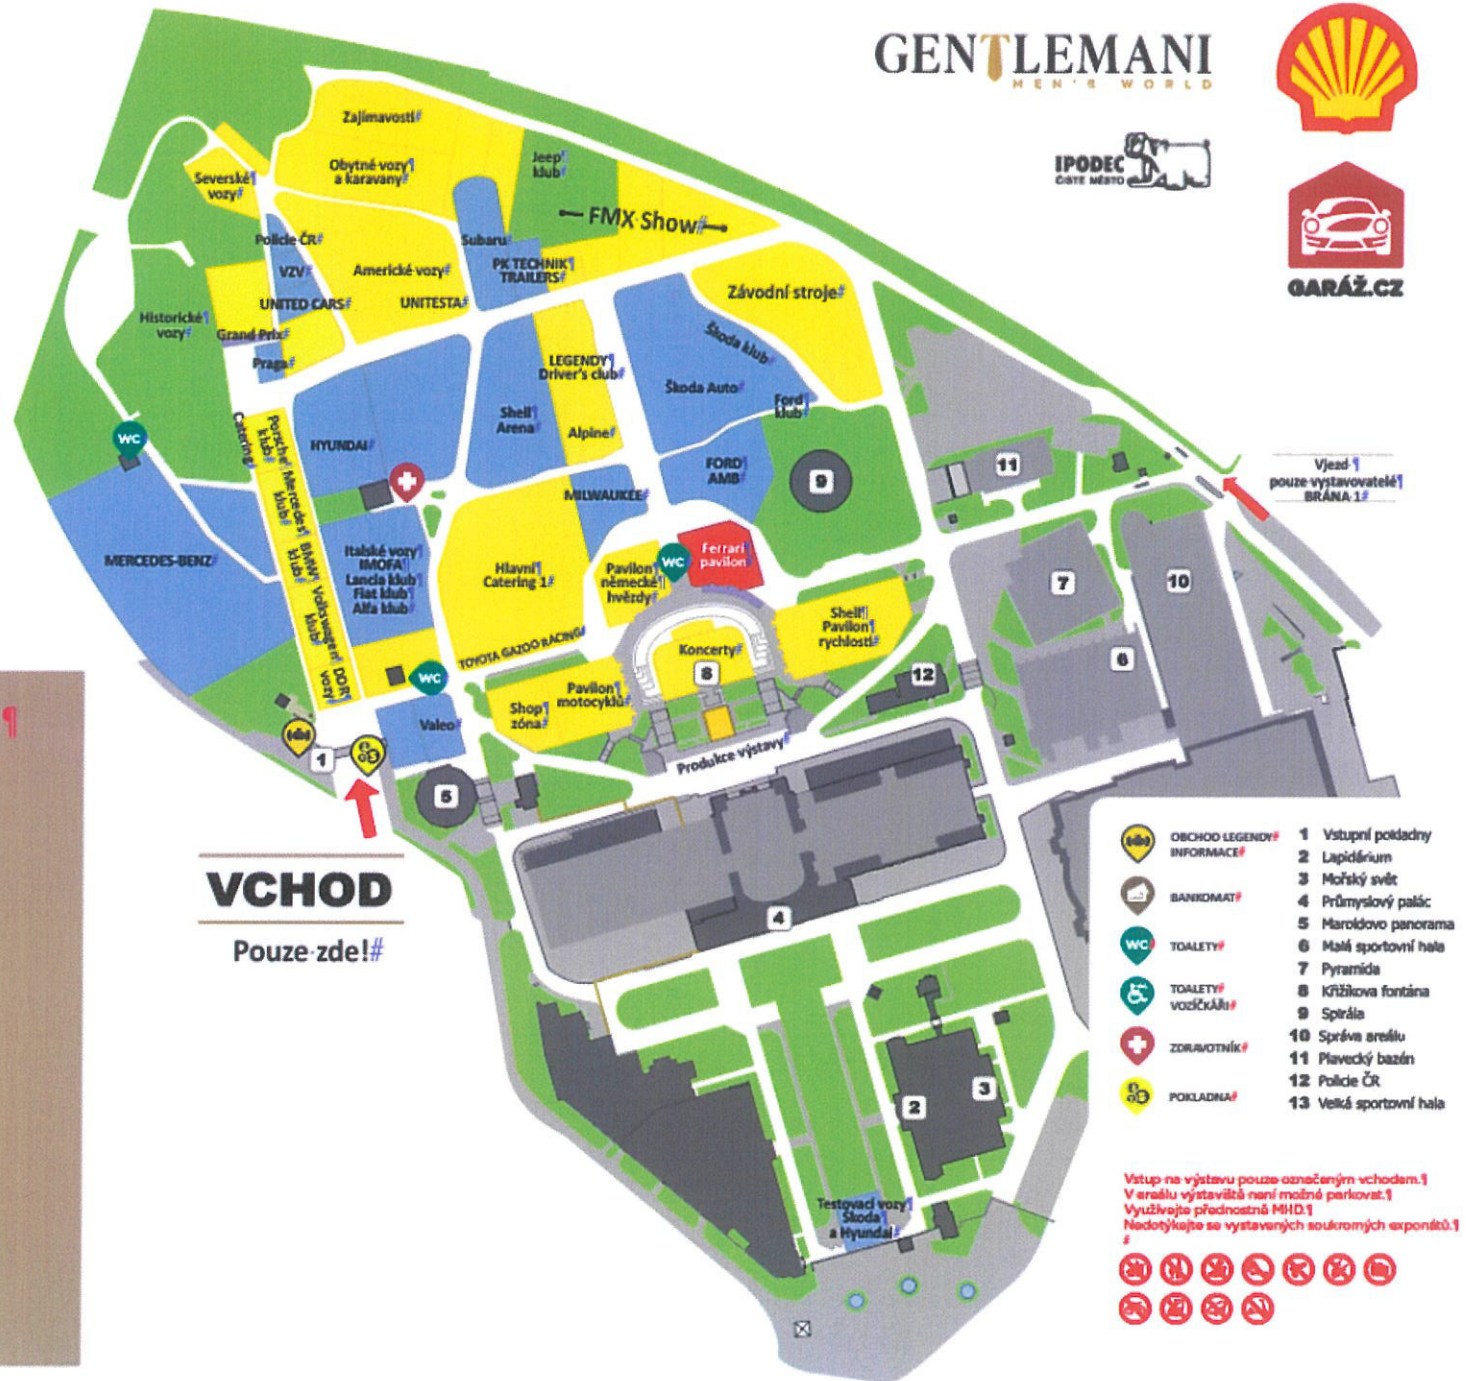 GENTLEMANI
MEN'S WORLD
IPODEC
ČISTÉ MĚSTO
GARÁŽ.CZ
Zajímavosti#
Obytné vozy¶
a karavany#
Severské¶
vozy#
Jeep¶
klub#
FMX·Show#
Policie ČR#
VZV#
Subaru#
PK TECHNIK¶
TRAILERS#
Americké·vozy#
UNITED CARS#
UNITESTA#
Historické¶
vozy#
Grand Prix#
Praga#
Závodní stroje#
Škoda klub#
Škoda Auto#
Ford¶
klub#
LEGENDY¶
Driver's club#
Alpine#
Shell¶
Arena#
HYUNDAI#
Catering#
Porsche¶
klub#
Mercedes¶
klub#
BMW¶
klub#
Volkswagen¶
klub#
DDR¶
vozy#
WC
FORD¶
AMB#
9
11
MILWAUKEE#
Vjezd·¶
pouze·vystavovatelé¶
BRÁNA·1#
MERCEDES-BENZ#
Italské vozy¶
IMOFA¶
Lancia klub¶
Fiat klub¶
Alfa klub#
Hlavní¶
Catering 1#
Pavilon¶
německé¶
hvězdy#
WC
Ferrari¶
pavilon#
7
10
Shell¶
Pavilon¶
rychlosti#
TOYOTA GAZOO RACING#
Koncerty#
8
6
12
WC
Pavilon¶
motocyklů#
Shop¶
zóna#
Valeo#
Produkce·výstavy#
1
5
¶
VCHOD
Pouze·zde!#
4
2
3
Testovací vozy¶
Škoda¶
a Hyundai#
OBCHOD LEGENDY#
INFORMACE#
BANKOMAT#
WC
TOALETY#
TOALETY#
VOZÍČKÁŘI#
ZDRAVOTNÍK#
POKLADNA#
1 Vstupní pokladny
2 Lapidárium
3 Mořský svět
4 Průmyslový palác
5 Maroldovo panorama
6 Malá sportovní hala
7 Pyramida
8 Křižíkova fontána
9 Spirála
10 Správa areálu
11 Plavecký bazén
12 Policie ČR
13 Velká sportovní hala
Vstup na výstavu pouze označeným vchodem.¶
V areálu výstaviště není možné parkovat.¶
Využívejte přednostně MHD.¶
Nedotýkejte se vystavených soukromých exponátů.¶
#